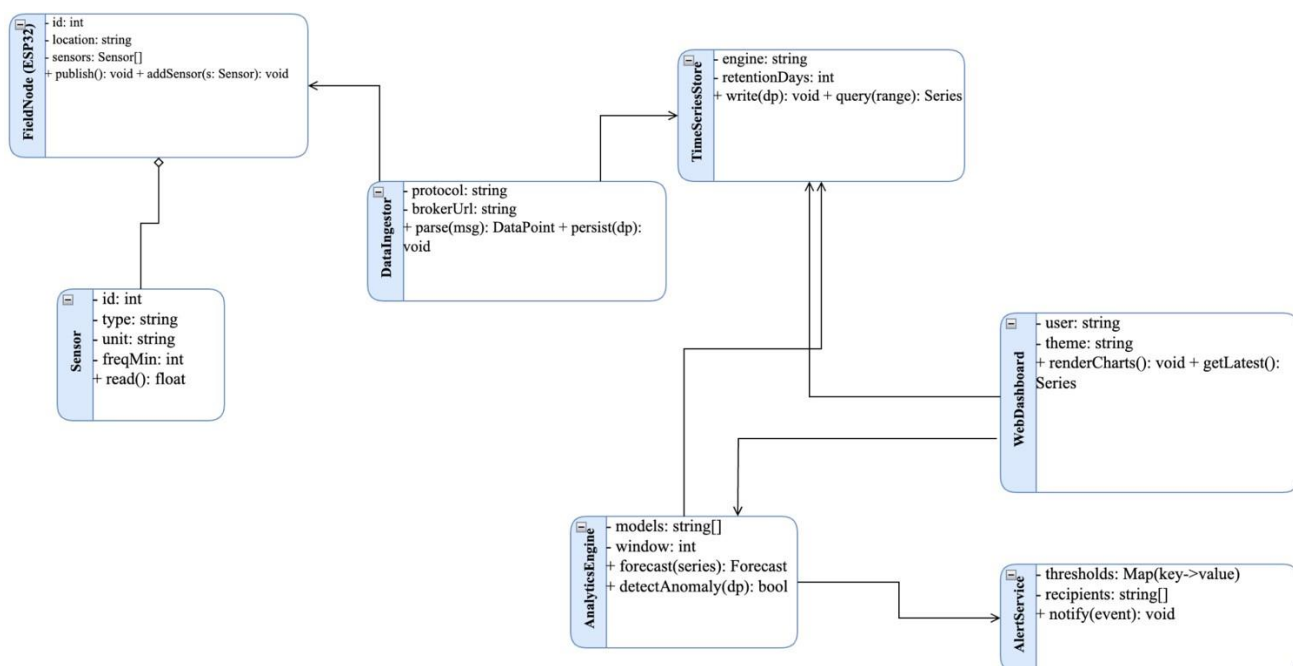 FieldNode (ESP32)
- id: int
- location: string
- sensors: Sensor[]
+ publish(): void + addSensor(s: Sensor): void
TimeSeriesStore
- engine: string
- retentionDays: int
+ write(dp): void + query(range): Series
DataIngestor
- protocol: string
- brokerUrl: string
+ parse(msg): DataPoint + persist(dp):
void
Sensor
- id: int
- type: string
- unit: string
- freqMin: int
+ read(): float
WebDashboard
- user: string
- theme: string
+ renderCharts(): void + getLatest():
Series
AnalyticsEngine
- models: string[]
- window: int
+ forecast(series): Forecast
+ detectAnomaly(dp): bool
AlertService
- thresholds: Map(key->value)
- recipients: string[]
+ notify(event): void